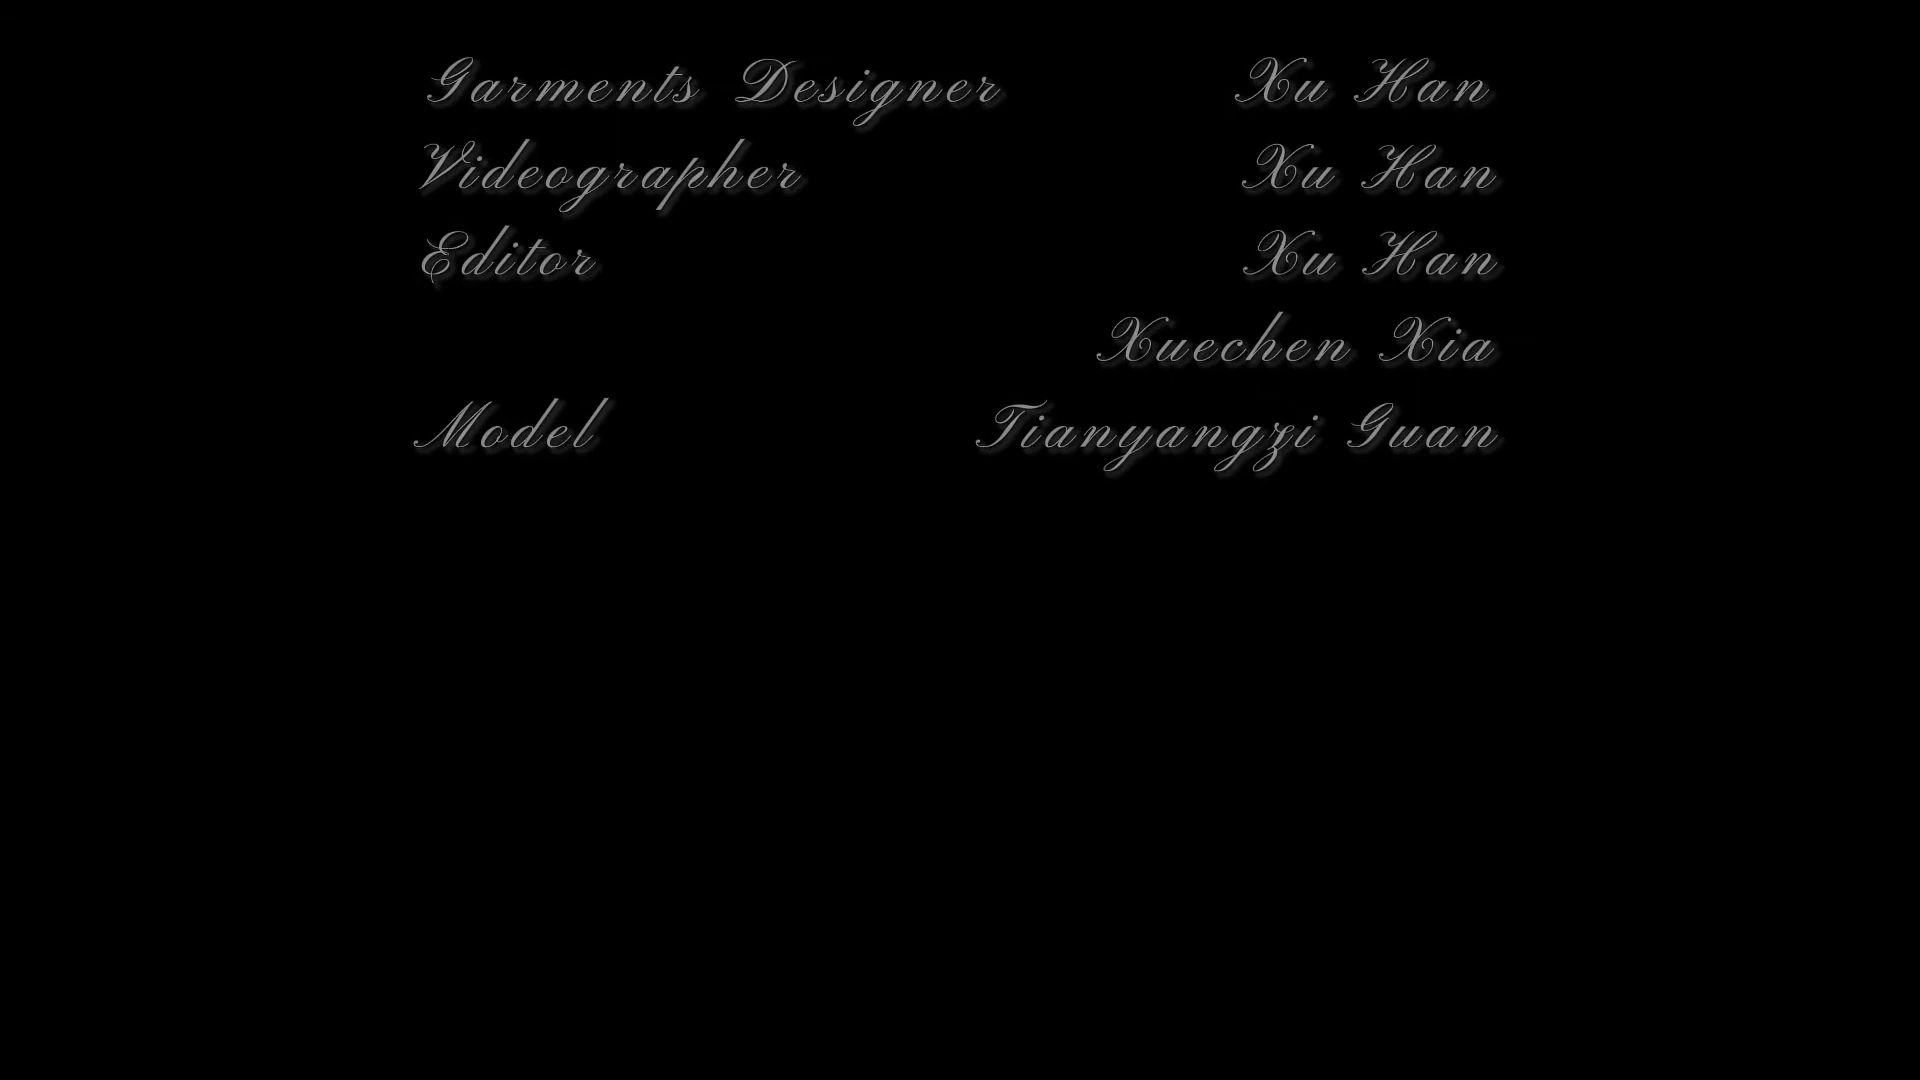 Garments Designer Xu Han
Videographer Xu Han
Editor Xu Han
Xuechen Xia
Model Tianyangzi Guan